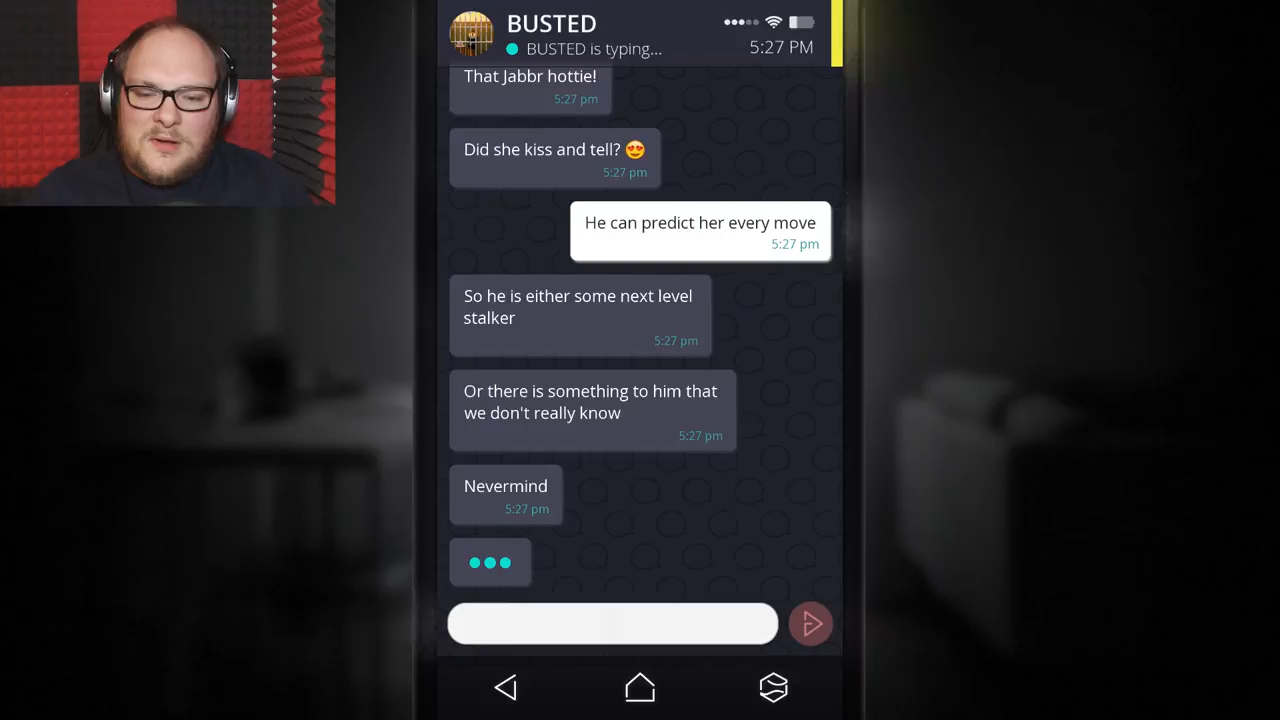 BUSTED
BUSTED is typing...
5:27 PM
That Jabbr hottie!
5:27 pm
Did she kiss and tell? 😍
5:27 pm
He can predict her every move
5:27 pm
So he is either some next level
stalker
5:27 pm
Or there is something to him that
we don't really know
5:27 pm
Nevermind
5:27 pm